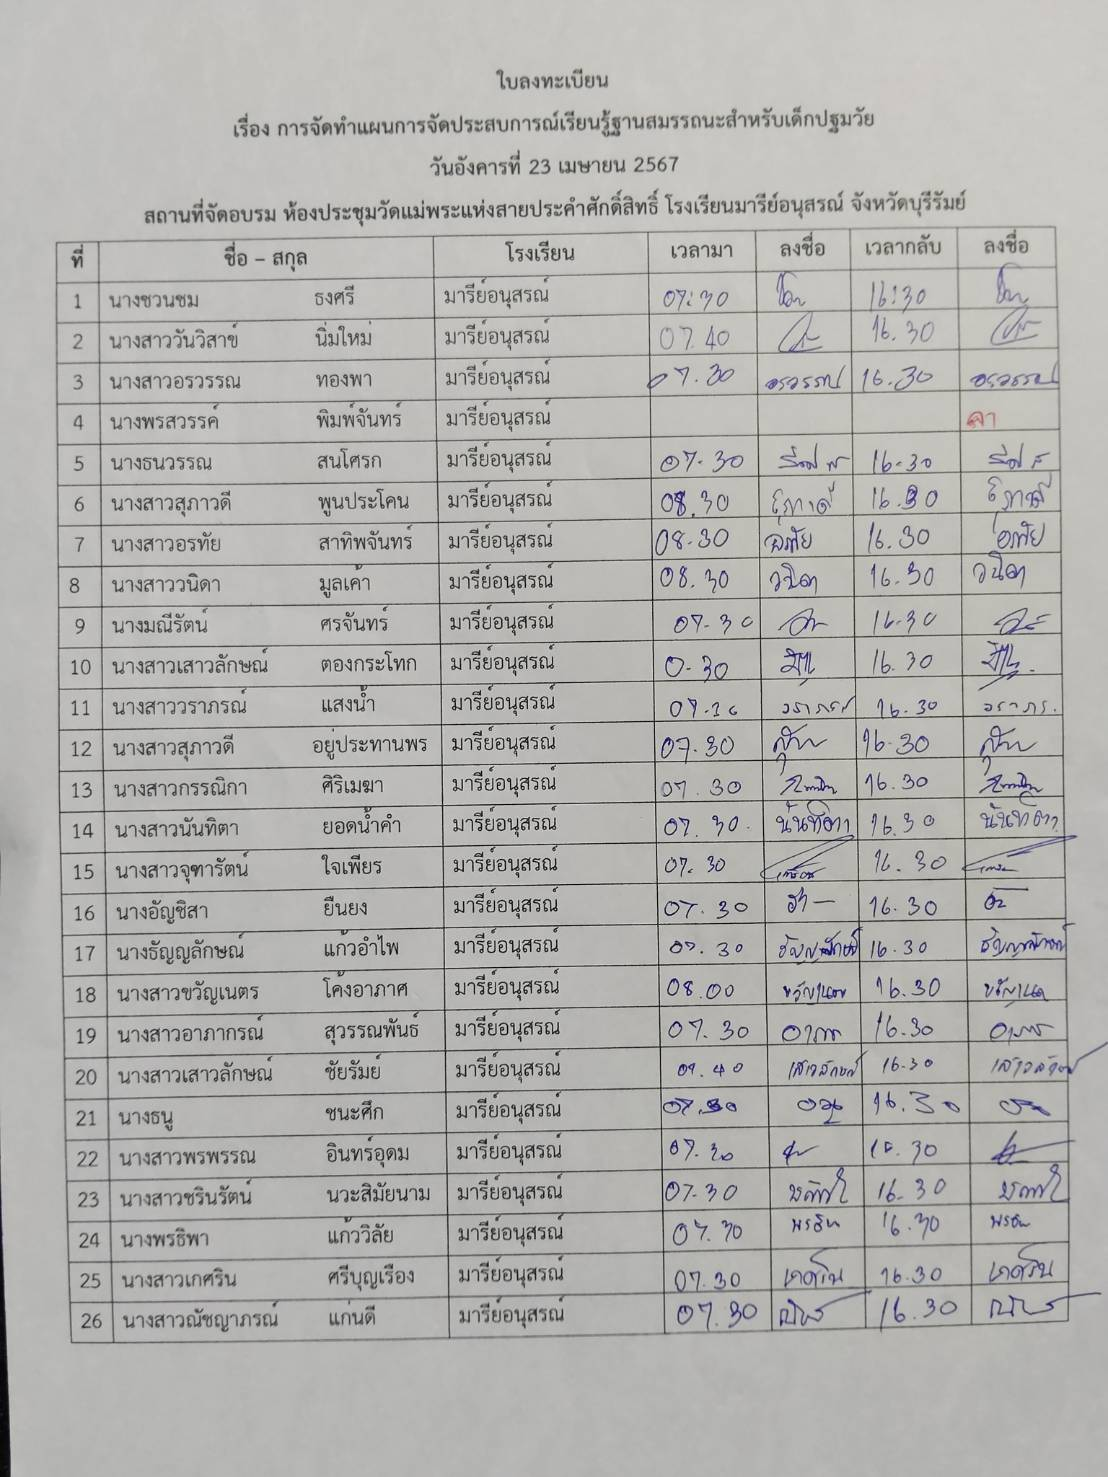 ใบลงทะเบียน
เรื่อง การจัดทำแผนการจัดประสบการณ์เรียนรู้ฐานสมรรถนะสำหรับเด็กปฐมวัย
วันอังคารที่ 23 เมษายน 2567
สถานที่จัดอบรม ห้องประชุมวัดแม่พระแห่งสายประคำศักดิ์สิทธิ์ โรงเรียนมารีย์อนุสรณ์ จังหวัดบุรีรัมย์
ที่ ชื่อ – สกุล โรงเรียน เวลามา ลงชื่อ เวลากลับ ลงชื่อ
1 นางชวนชม ธงศรี มารีย์อนุสรณ์ 07:30 16:30
2 นางสาววันวิสาข์ นิ่มใหม่ มารีย์อนุสรณ์ 07.40 16.30
3 นางสาวอรวรรณ ทองพา มารีย์อนุสรณ์ 07.30 อรวรรณ 16.30 อรวรรณ
4 นางพรสวรรค์ พิมพ์จันทร์ มารีย์อนุสรณ์ ลา
5 นางธนวรรณ สนโศรก มารีย์อนุสรณ์ 07.30 16.30
6 นางสาวสุภาวดี พูนประโคน มารีย์อนุสรณ์ 08.30 16.30
7 นางสาวอรทัย สาทิพจันทร์ มารีย์อนุสรณ์ 08.30 อรทัย 16.30 อรทัย
8 นางสาววนิดา มูลเค้า มารีย์อนุสรณ์ 08.30 วนิดา 16.30 วนิดา
9 นางมณีรัตน์ ศรจันทร์ มารีย์อนุสรณ์ 07.30 16.30
10 นางสาวเสาวลักษณ์ ตองกระโทก มารีย์อนุสรณ์ 16.30
11 นางสาววราภรณ์ แสงน้ำ มารีย์อนุสรณ์ วราภรณ์ 16.30
12 นางสาวสุภาวดี อยู่ประทานพร มารีย์อนุสรณ์ 07.30 16.30
13 นางสาวกรรณิกา ศิริเมฆา มารีย์อนุสรณ์ 07.30 16.30
14 นางสาวนันทิตา ยอดน้ำคำ มารีย์อนุสรณ์ 07.30 นันทิตา 16.30 นันทิตา
15 นางสาวจุฑารัตน์ ใจเพียร มารีย์อนุสรณ์ 07.30 16.30
16 นางอัญชิสา ยืนยง มารีย์อนุสรณ์ 07.30 16.30
17 นางธัญญลักษณ์ แก้วอำไพ มารีย์อนุสรณ์ 07.30 ธัญญลักษณ์ 16.30 ธัญญลักษณ์
18 นางสาวขวัญเนตร โค้งอาภาศ มารีย์อนุสรณ์ 08.00 ขวัญเนตร 16.30
19 นางสาวอาภากรณ์ สุวรรณพันธ์ มารีย์อนุสรณ์ 07.30 16.30
20 นางสาวเสาวลักษณ์ ชัยรัมย์ มารีย์อนุสรณ์ 07.40 เสาวลักษณ์ 16.30 เสาวลักษณ์
21 นางธนู ชนะศึก มารีย์อนุสรณ์ 07.30 16.30
22 นางสาวพรพรรณ อินทร์อุดม มารีย์อนุสรณ์ 07.30 16.30
23 นางสาวชรินรัตน์ นวะสิมัยนาม มารีย์อนุสรณ์ 07.30 16.30
24 นางพรธิพา แก้ววิลัย มารีย์อนุสรณ์ 07.30 16.30
25 นางสาวเกศริน ศรีบุญเรือง มารีย์อนุสรณ์ 07.30 เกศริน 16.30 เกศริน
26 นางสาวณัชญาภรณ์ แก่นดี มารีย์อนุสรณ์ 07.30 16.30